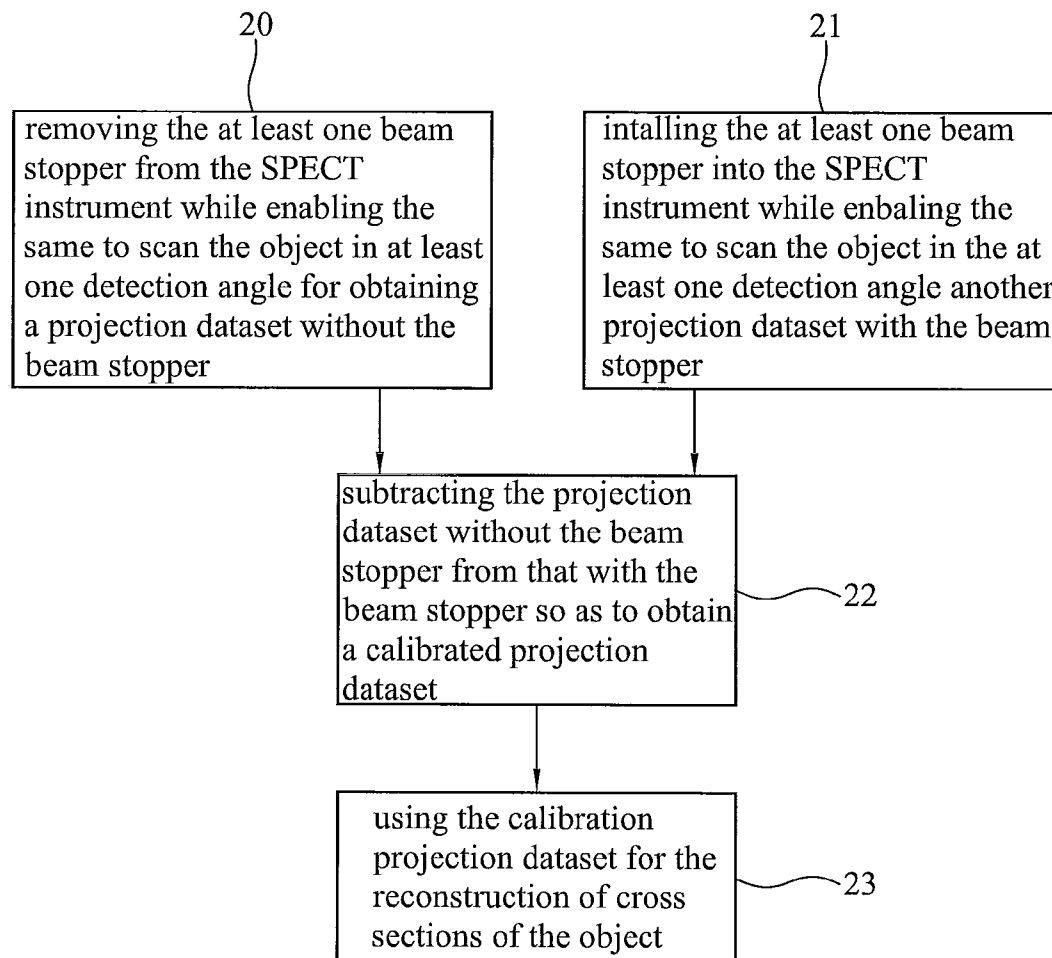 20
removing the at least one beam
stopper from the SPECT
instrument while enabling the
same to scan the object in at least
one detection angle for obtaining
a projection dataset without the
beam stopper
21
intalling the at least one beam
stopper into the SPECT
instrument while enbaling the
same to scan the object in the at
least one detection angle another
projection dataset with the beam
stopper
subtracting the projection
dataset without the beam
stopper from that with the
beam stopper so as to obtain
a calibrated projection
dataset
22
using the calibration
projection dataset for the
reconstruction of cross
sections of the object
23